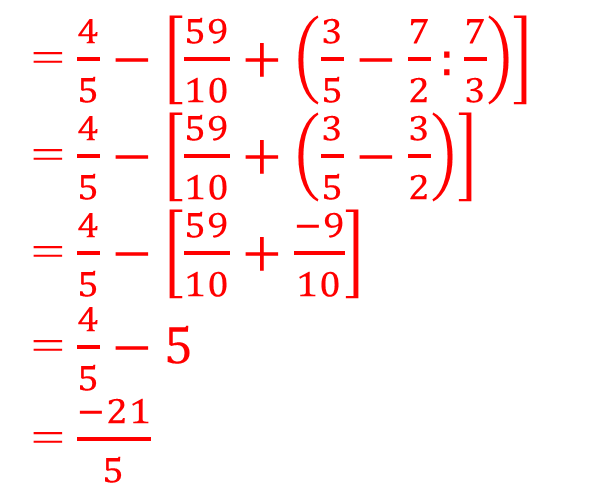 = 4/5 − [59/10 + (3/5 − 7/2 : 7/3)]
= 4/5 − [59/10 + (3/5 − 3/2)]
= 4/5 − [59/10 + −9/10]
= 4/5 − 5
= −21/5